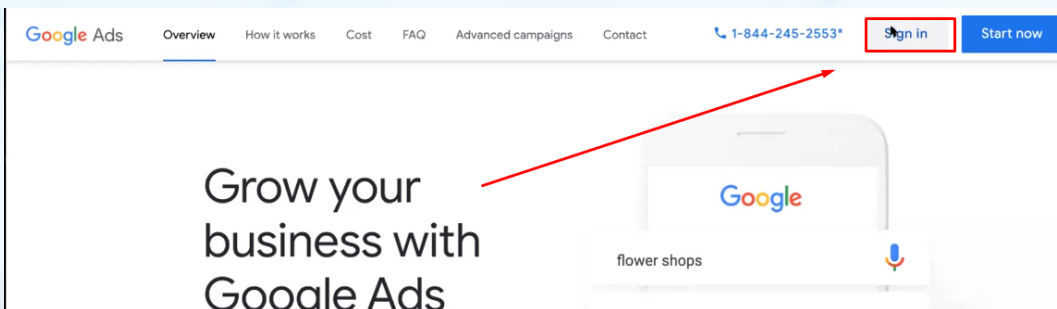 Google Ads Overview How it works Cost FAQ Advanced campaigns Contact 1-844-245-2553* Sign in Start now
Grow your
business with
Google Ads
Google
flower shops